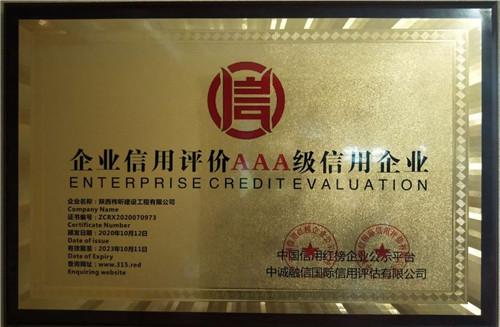 信
企业信用评价AAA级信用企业
ENTERPRISE CREDIT EVALUATION
企业名称：陕西伟昕建设工程有限公司
Company Name
证书编号：ZCRX2020070973
Certificate Number
颁发日期：2020年10月12日
Date of issue
有效期至：2023年10月11日
Date of Expiry
查询网址：www.315.red
Enquiring website
中国信用红榜企业公示平台
中诚融信国际信用评估有限公司